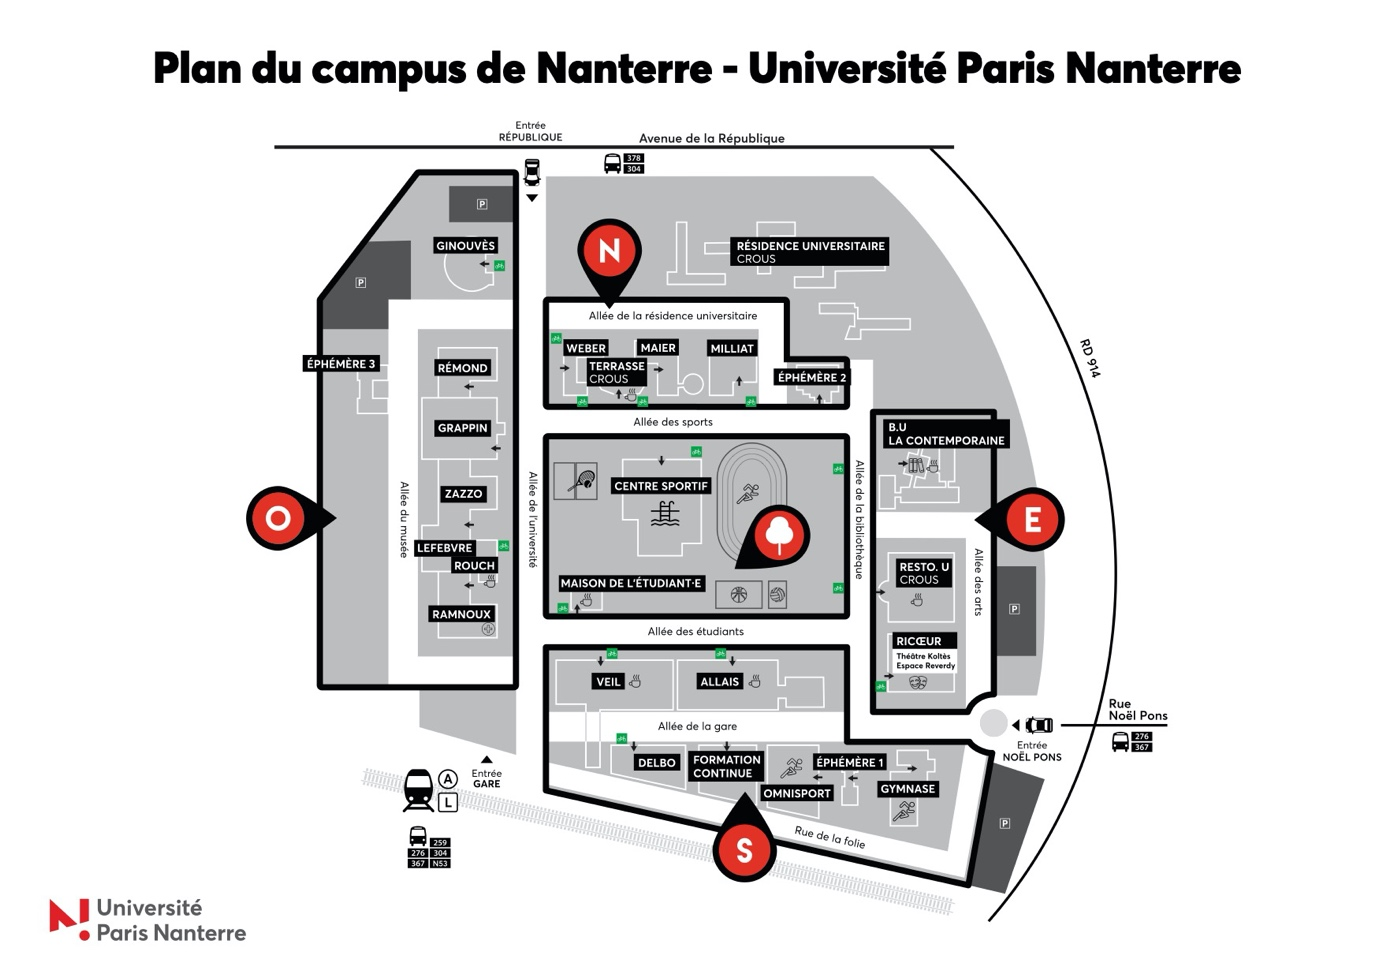 Plan du campus de Nanterre - Université Paris Nanterre
Entrée
RÉPUBLIQUE
Avenue de la République
378
304
P
GINOUVÈS
P
N
RÉSIDENCE UNIVERSITAIRE
CROUS
Allée de la résidence universitaire
WEBER
MAIER
MILLIAT
TERRASSE
CROUS
ÉPHÉMÈRE 2
ÉPHÉMÈRE 3
RÉMOND
RD 914
Allée des sports
GRAPPIN
B.U
LA CONTEMPORAINE
CENTRE SPORTIF
ZAZZO
Allée du musée
Allée de l'université
Allée de la bibliothèque
O
E
LEFEBVRE
ROUCH
RESTO. U
CROUS
Allée des arts
MAISON DE L'ÉTUDIANT·E
P
RAMNOUX
Allée des étudiants
RICŒUR
Théâtre Koltès
Espace Reverdy
VEIL
ALLAIS
Rue
Noël Pons
276
367
Entrée
NOËL PONS
Allée de la gare
DELBO
FORMATION
CONTINUE
ÉPHÉMÈRE 1
OMNISPORT
GYMNASE
Entrée
GARE
A
L
259
276 304
367 N53
P
S
Rue de la folie
Université
Paris Nanterre